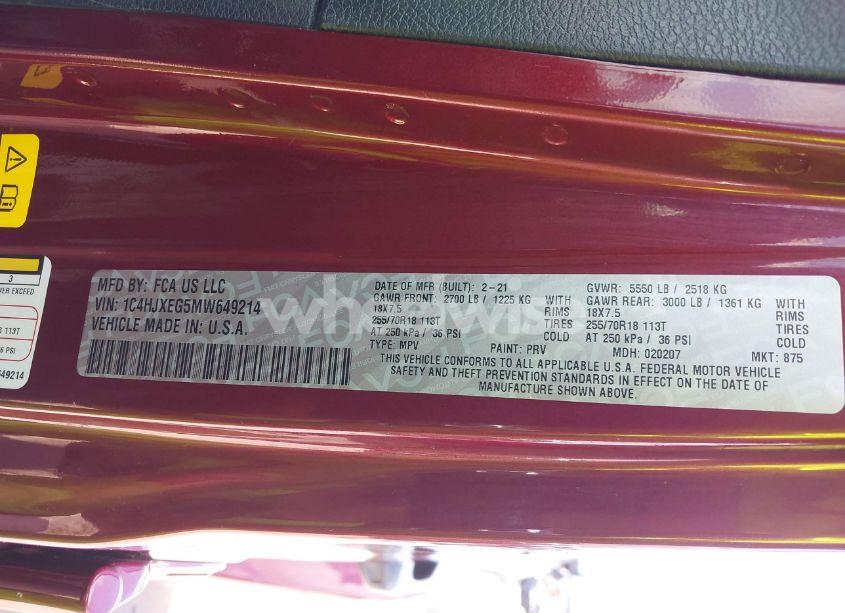 3
113T
PSI
649214
MFD BY: FCA US LLC
VIN: 1C4HJXEG5MW649214
VEHICLE MADE IN U.S.A.
DATE OF MFR (BUILT): 2-21 GVWR: 5550 LB / 2518 KG
GAWR FRONT: 2700 LB / 1225 KG WITH GAWR REAR: 3000 LB / 1361 KG WITH
18X7.5 RIMS 18X7.5 RIMS
255/70R18 113T TIRES 255/70R18 113T TIRES
AT 250 kPa / 36 PSI COLD AT 250 kPa / 36 PSI COLD
TYPE: MPV PAINT: PRV MDH: 020207 MKT: 875
THIS VEHICLE CONFORMS TO ALL APPLICABLE U.S.A. FEDERAL MOTOR VEHICLE
SAFETY AND THEFT PREVENTION STANDARDS IN EFFECT ON THE DATE OF
MANUFACTURE SHOWN ABOVE.